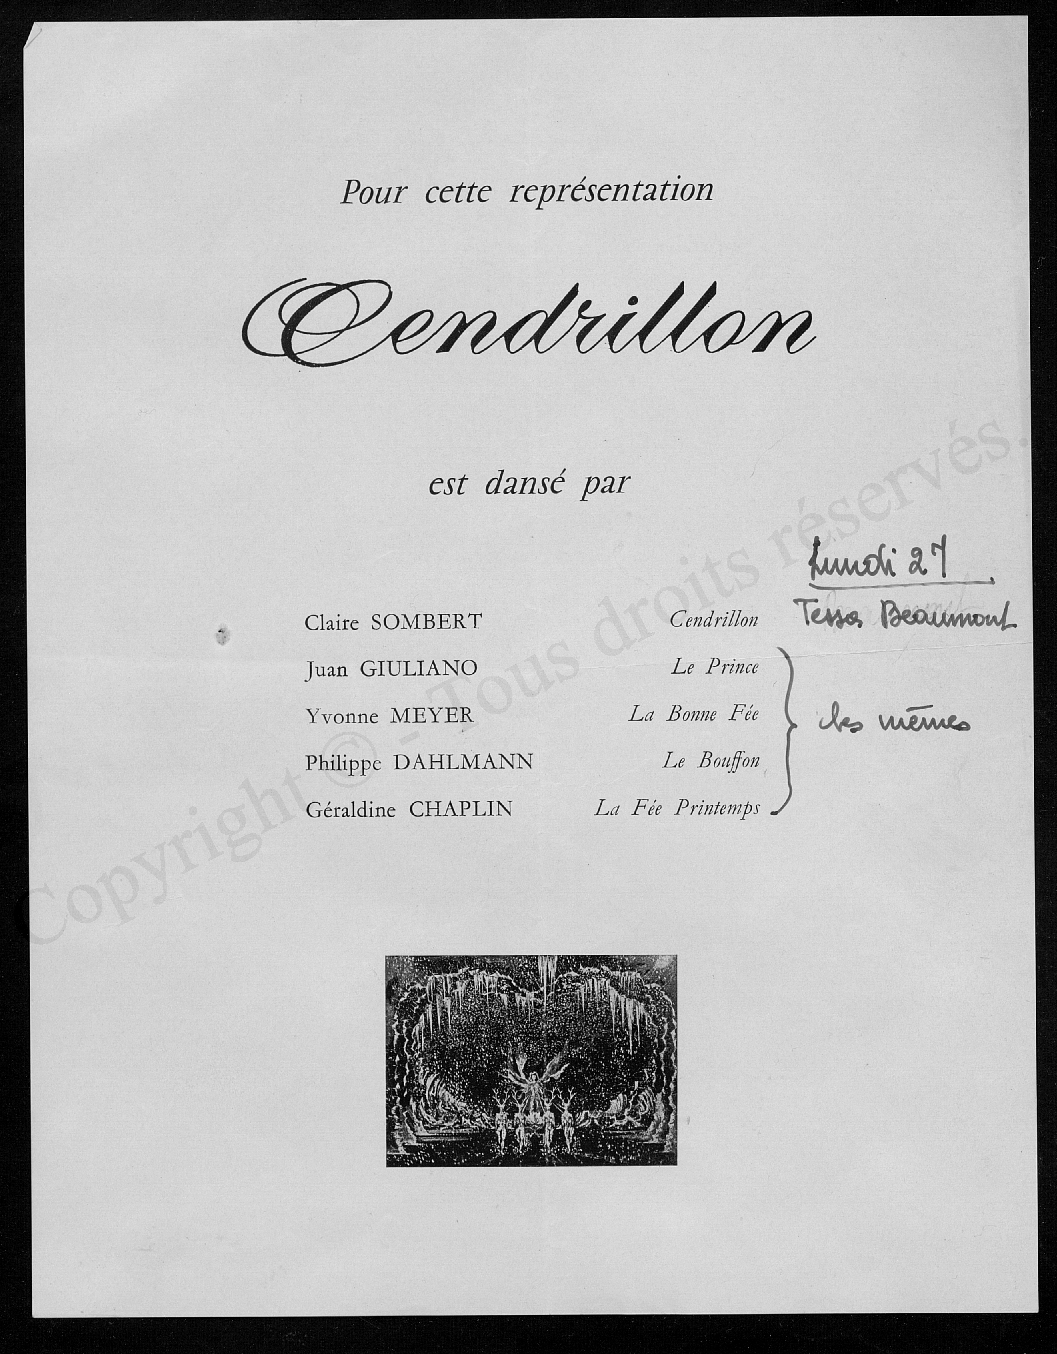 Pour cette représentation
Cendrillon
est dansé par
Lundi 27
Claire SOMBERT Cendrillon Tessa Beaumont
Juan GIULIANO Le Prince
Yvonne MEYER La Bonne Fée les mêmes
Philippe DAHLMANN Le Bouffon
Géraldine CHAPLIN La Fée Printemps
Copyright © - Tous droits réservés.